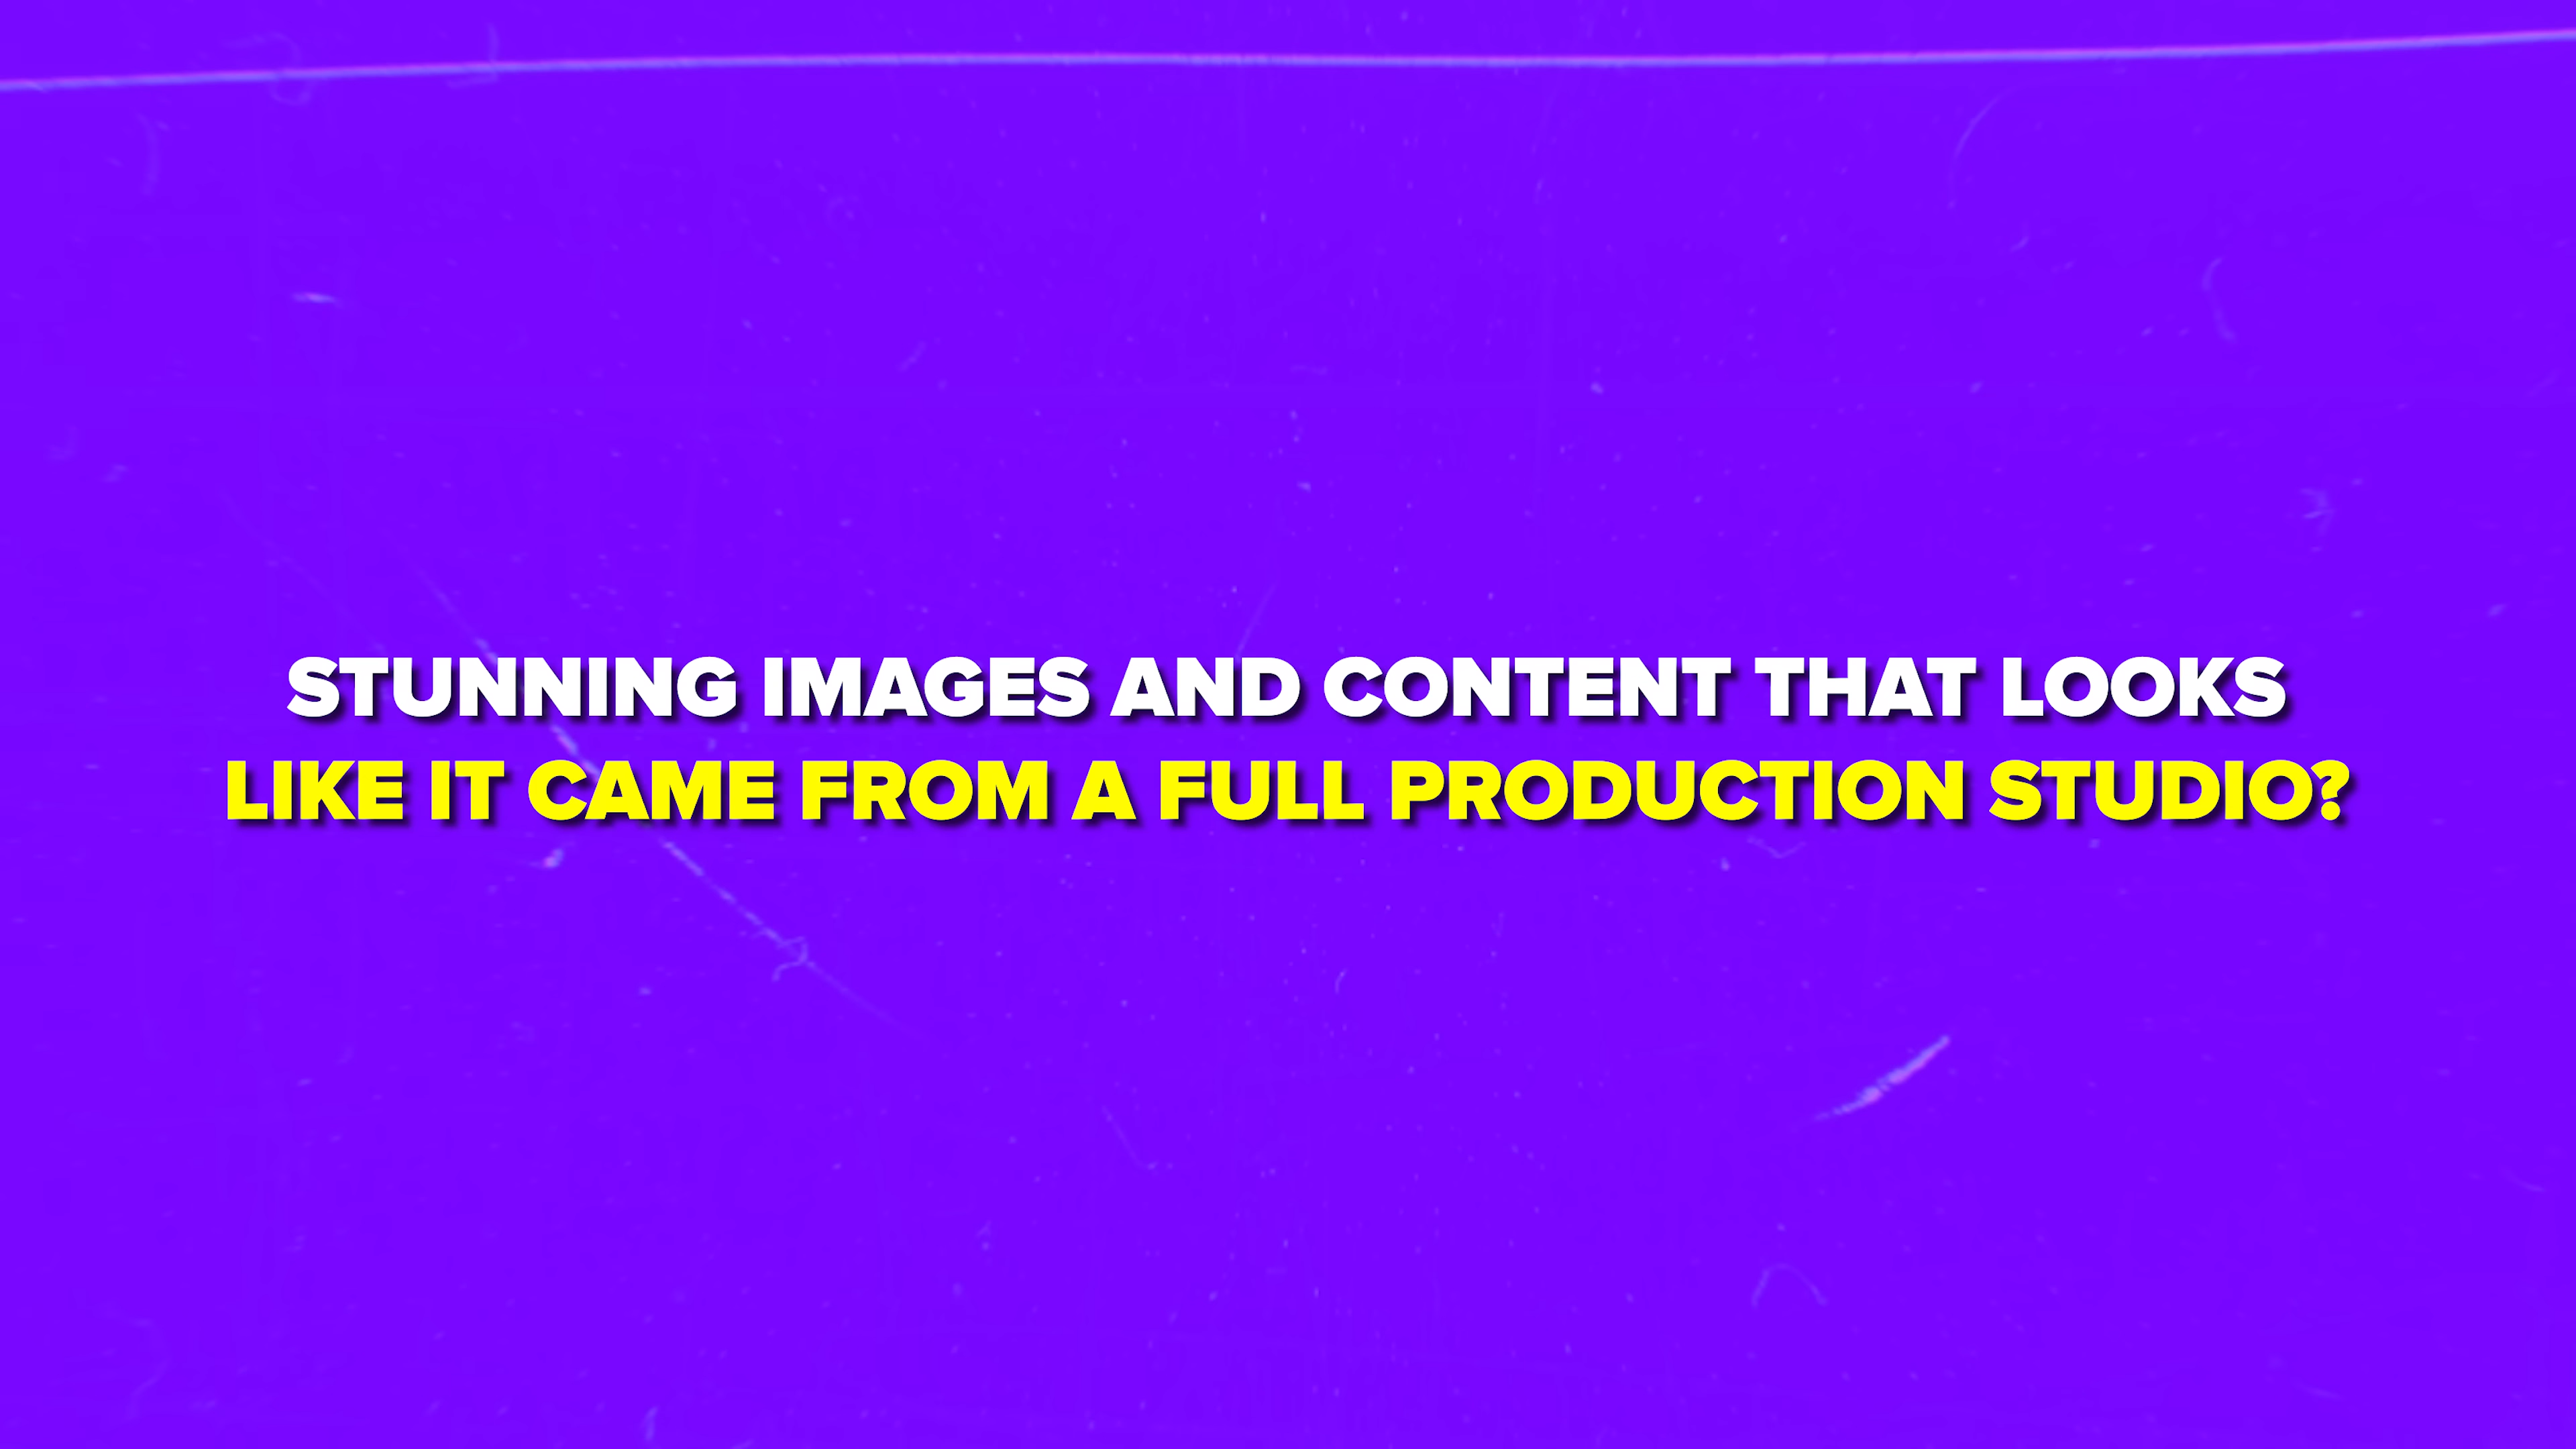 STUNNING IMAGES AND CONTENT THAT LOOKS
LIKE IT CAME FROM A FULL PRODUCTION STUDIO?